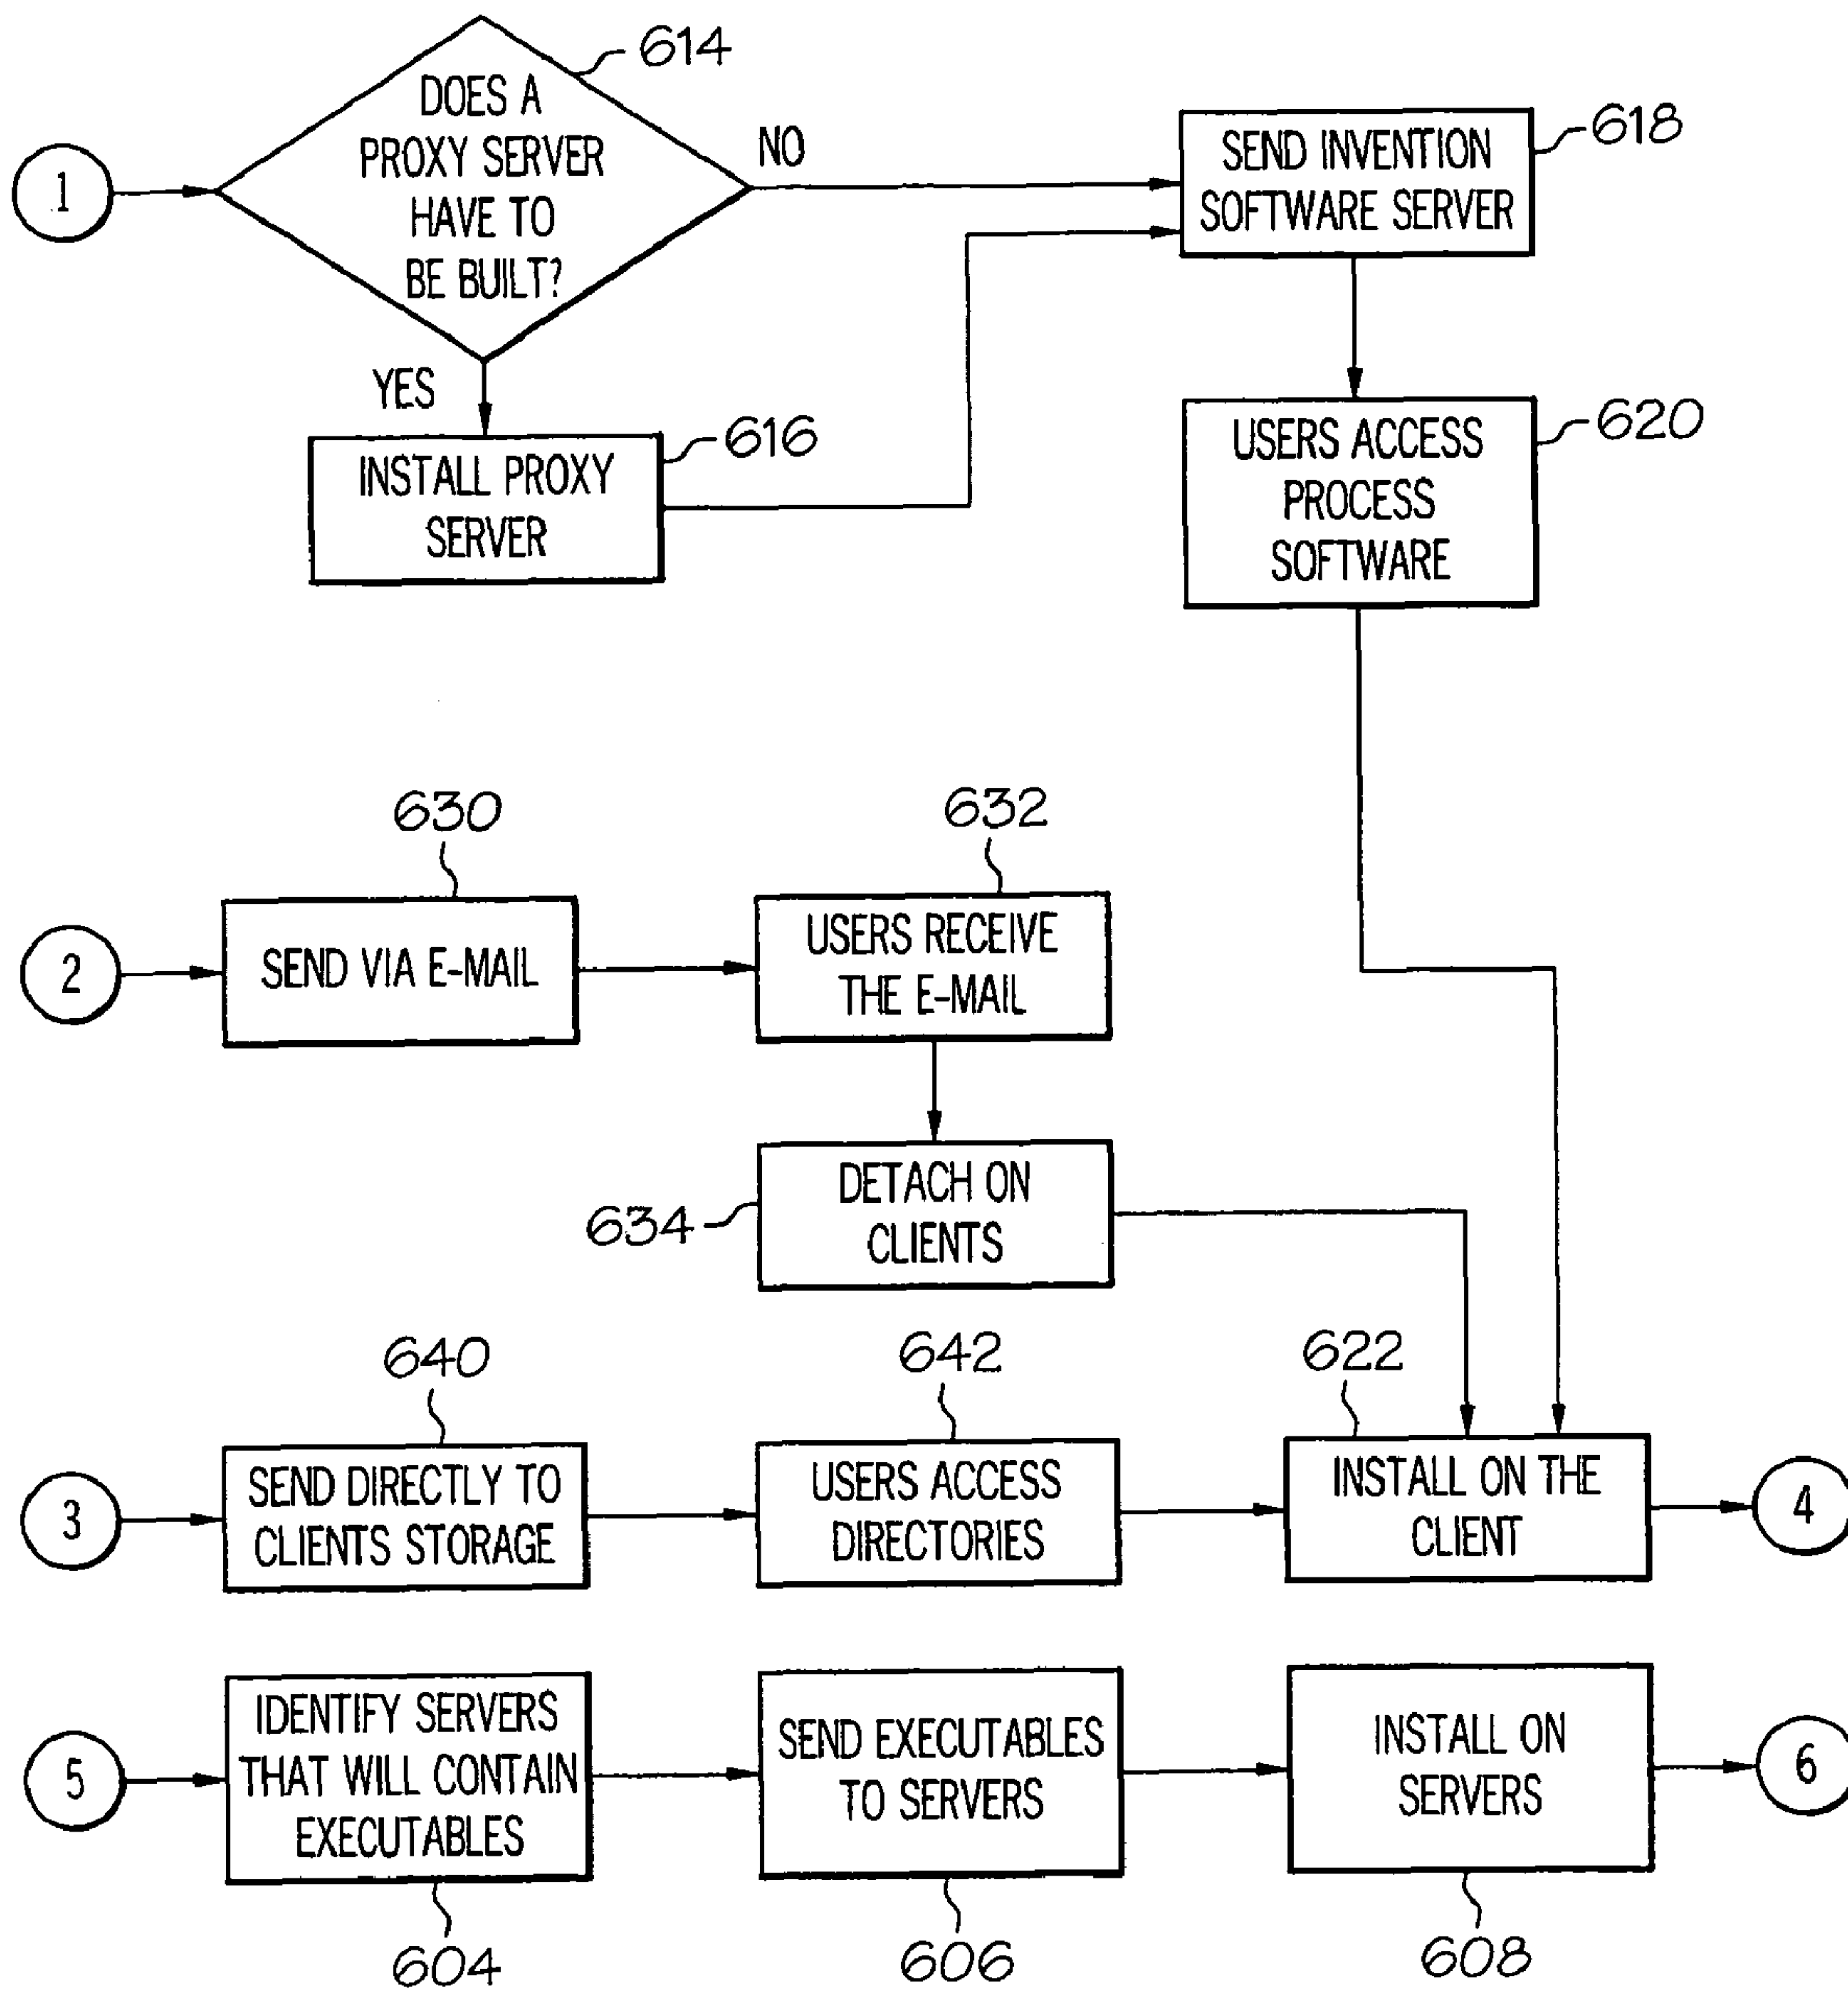 614
DOES A
PROXY SERVER
HAVE TO
BE BUILT?
1
NO
YES
616
INSTALL PROXY
SERVER
618
SEND INVENTION
SOFTWARE SERVER
620
USERS ACCESS
PROCESS
SOFTWARE
630
632
2
SEND VIA E-MAIL
USERS RECEIVE
THE E-MAIL
634
DETACH ON
CLIENTS
640
642
622
3
SEND DIRECTLY TO
CLIENTS STORAGE
USERS ACCESS
DIRECTORIES
INSTALL ON THE
CLIENT
4
5
IDENTIFY SERVERS
THAT WILL CONTAIN
EXECUTABLES
SEND EXECUTABLES
TO SERVERS
INSTALL ON
SERVERS
6
604
606
608